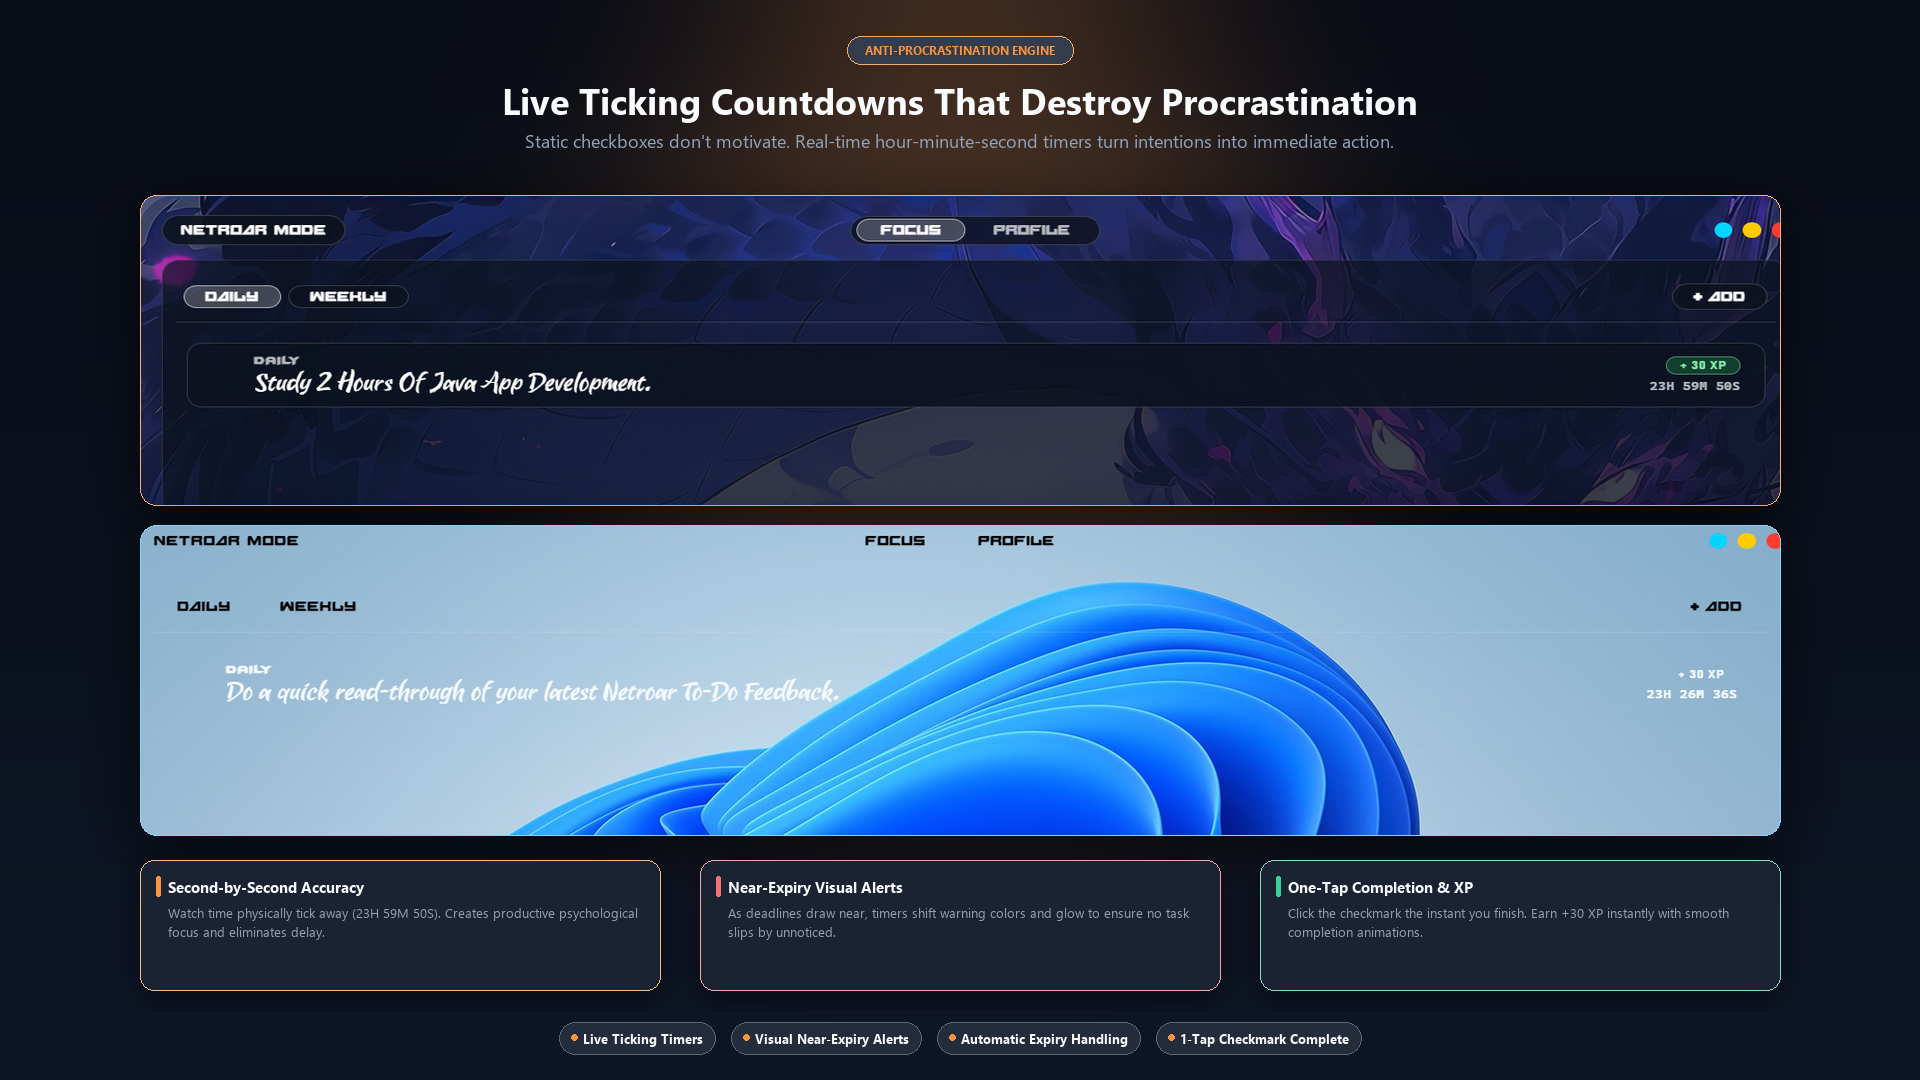 ANTI-PROCRASTINATION ENGINE
Live Ticking Countdowns That Destroy Procrastination
Static checkboxes don't motivate. Real-time hour-minute-second timers turn intentions into immediate action.
NETROAR MODE
FOCUS
PROFILE
DAILY
WEEKLY
+ ADD
DAILY
Study 2 Hours Of Java App Development.
+ 30 XP
23H 59M 50S
NETROAR MODE
FOCUS
PROFILE
DAILY
WEEKLY
+ ADD
DAILY
Do a quick read-through of your latest Netroar To-Do Feedback.
+ 30 XP
23H 26M 36S
Second-by-Second Accuracy
Watch time physically tick away (23H 59M 50S). Creates productive psychological
focus and eliminates delay.
Near-Expiry Visual Alerts
As deadlines draw near, timers shift warning colors and glow to ensure no task
slips by unnoticed.
One-Tap Completion & XP
Click the checkmark the instant you finish. Earn +30 XP instantly with smooth
completion animations.
Live Ticking Timers
Visual Near-Expiry Alerts
Automatic Expiry Handling
1-Tap Checkmark Complete